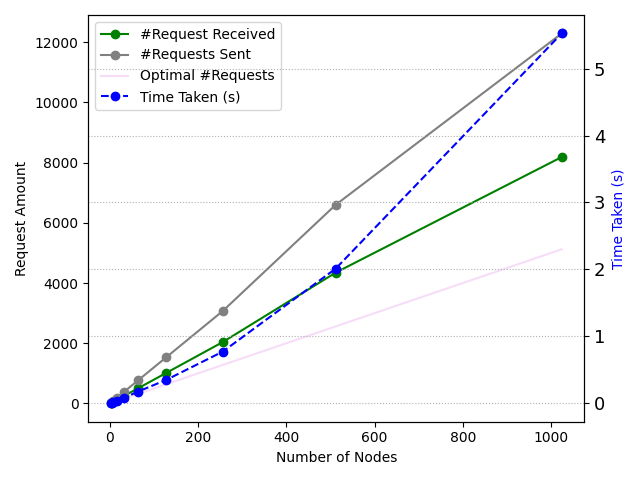 #Request Received
#Requests Sent
Optimal #Requests
Time Taken (s)
Request Amount
12000
10000
8000
6000
4000
2000
0
5
4
3
2
1
0
Time Taken (s)
0 200 400 600 800 1000
Number of Nodes